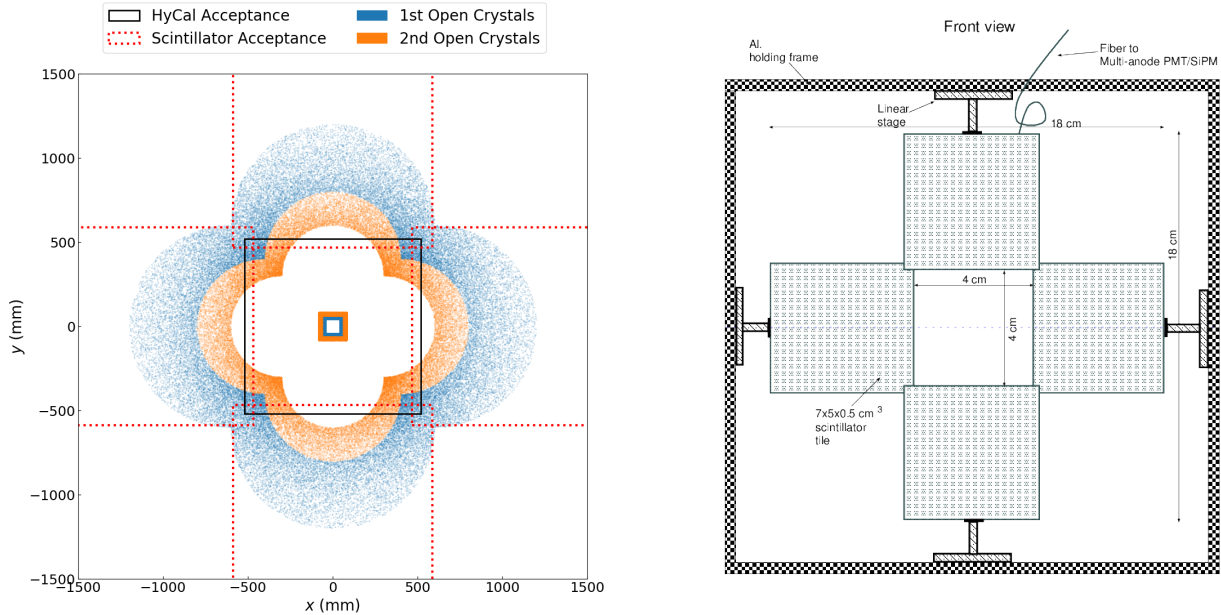 HyCal Acceptance
Scintillator Acceptance
1st Open Crystals
2nd Open Crystals
1500
1000
500
0
−500
−1000
−1500
−1500
−1000
−500
0
500
1000
1500
y (mm)
x (mm)
Front view
Al.
holding frame
Fiber to
Multi-anode PMT/SiPM
Linear
stage
18 cm
18 cm
4 cm
4 cm
7x5x0.5 cm 3
scintillator
tile